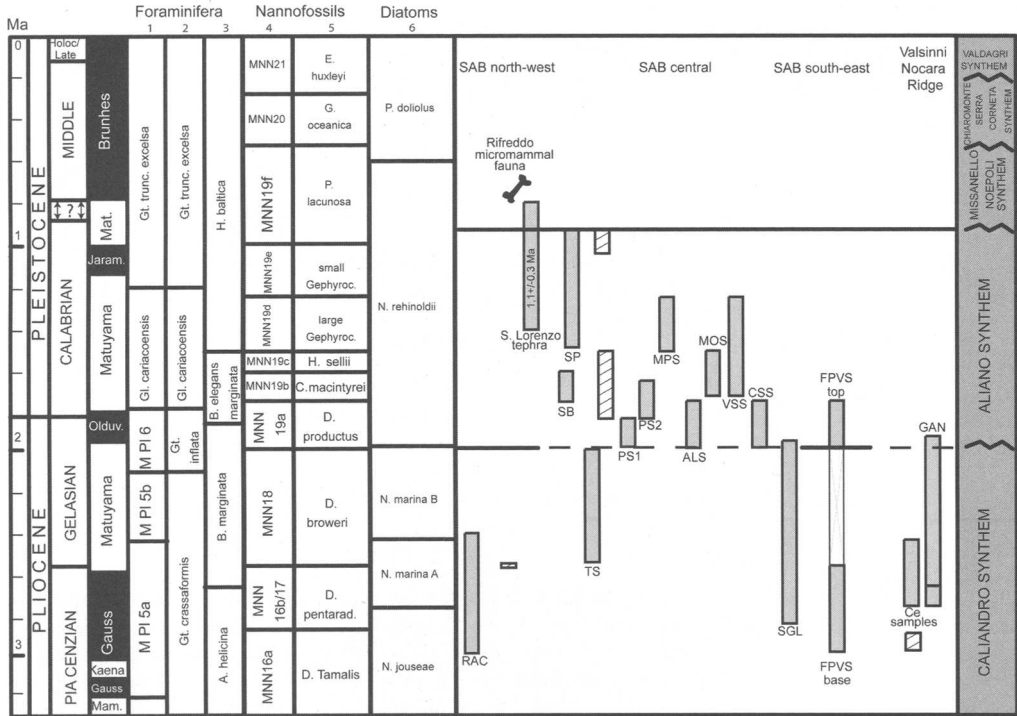 Foraminifera
Nannofossils
Diatoms
Ma
1
2
3
4
5
6
0
1
2
3
PLEISTOCENE
PLIOCENE
Holoc/
Late
MIDDLE
?
CALABRIAN
GELASIAN
PIACENZIAN
Brunhes
Mat.
Jaram.
Matuyama
Olduv.
Matuyama
Gauss
Kaena
Gauss
Mam.
Gt. trunc. excelsa
Gl. cariacoensis
M Pl 6
M Pl 5b
M Pl 5a
Gt. trunc. excelsa
Gl. cariacoensis
Gt.
inflata
Gt. crassaformis
H. baltica
B. elegans
marginata
B. marginata
A. helicina
MNN21
MNN20
MNN19f
MNN19e
MNN19d
MNN19c
MNN19b
MNN
19a
MNN18
MNN
16b/17
MNN16a
E.
huxleyi
G.
oceanica
P.
lacunosa
small
Gephyroc.
large
Gephyroc.
H. sellii
C.macintyrei
D.
productus
D.
broweri
D.
pentarad.
D. Tamalis
P. doliolus
N. rehinoldii
N. marina B
N. marina A
N. jouseae
SAB north-west
SAB central
SAB south-east
Valsinni
Nocara
Ridge
Rifreddo
micromammal
fauna
1,1+/-0,3 Ma
S. Lorenzo
tephra
SP
SB
MPS
MOS
VSS
CSS
PS2
PS1
ALS
TS
RAC
SGL
FPVS
top
FPVS
base
GAN
Ce
samples
VALDAGRI
SYNTHEM
CHIAROMONTE
SERRA
CORNETA
SYNTHEM
MISSANELLO
NOEPOLI
SYNTHEM
ALIANO SYNTHEM
CALIANDRO SYNTHEM